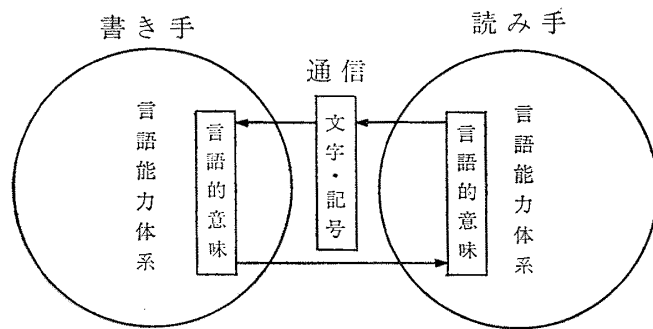 書き手
読み手
通信
言語能力体系
言語的意味
文字・記号
言語的意味
言語能力体系